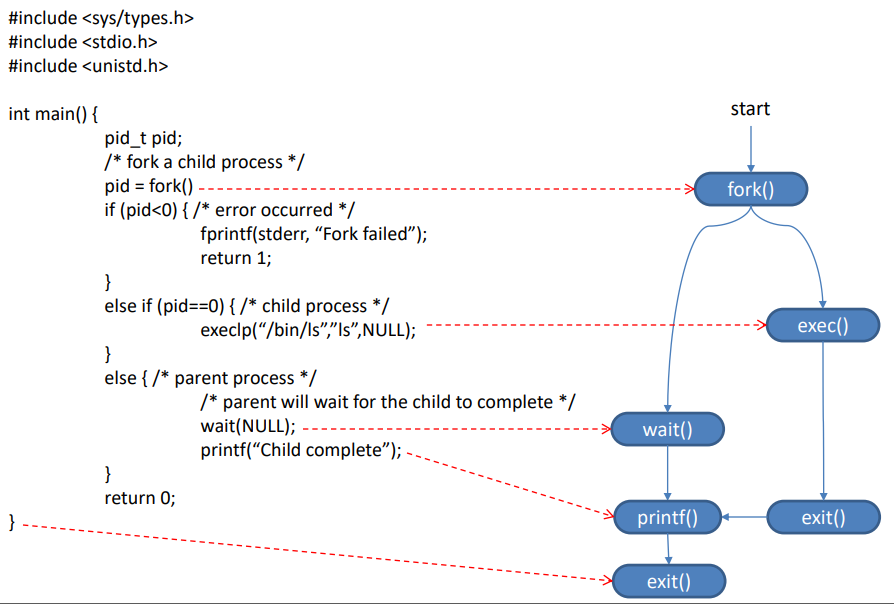 #include <sys/types.h>
#include <stdio.h>
#include <unistd.h>
int main() {
pid_t pid;
/* fork a child process */
pid = fork()
if (pid<0) { /* error occurred */
fprintf(stderr, “Fork failed”);
return 1;
}
else if (pid==0) { /* child process */
execlp(“/bin/ls”,”ls”,NULL);
}
else { /* parent process */
/* parent will wait for the child to complete */
wait(NULL);
printf(“Child complete”);
}
return 0;
}
start
fork()
exec()
wait()
printf()
exit()
exit()